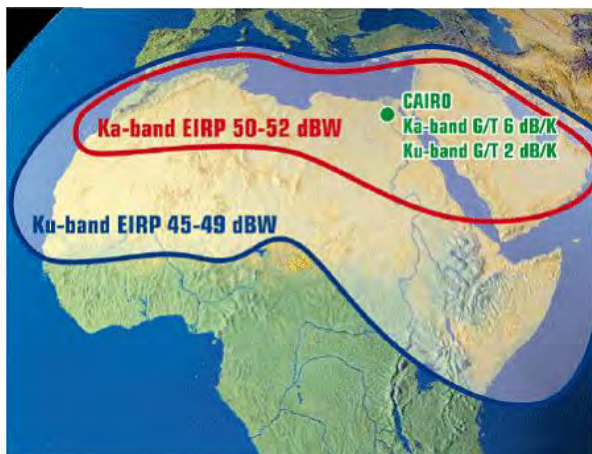 CAIRO
Ka-band G/T 6 dB/K
Ku-band G/T 2 dB/K
Ka-band EIRP 50-52 dBW
Ku-band EIRP 45-49 dBW